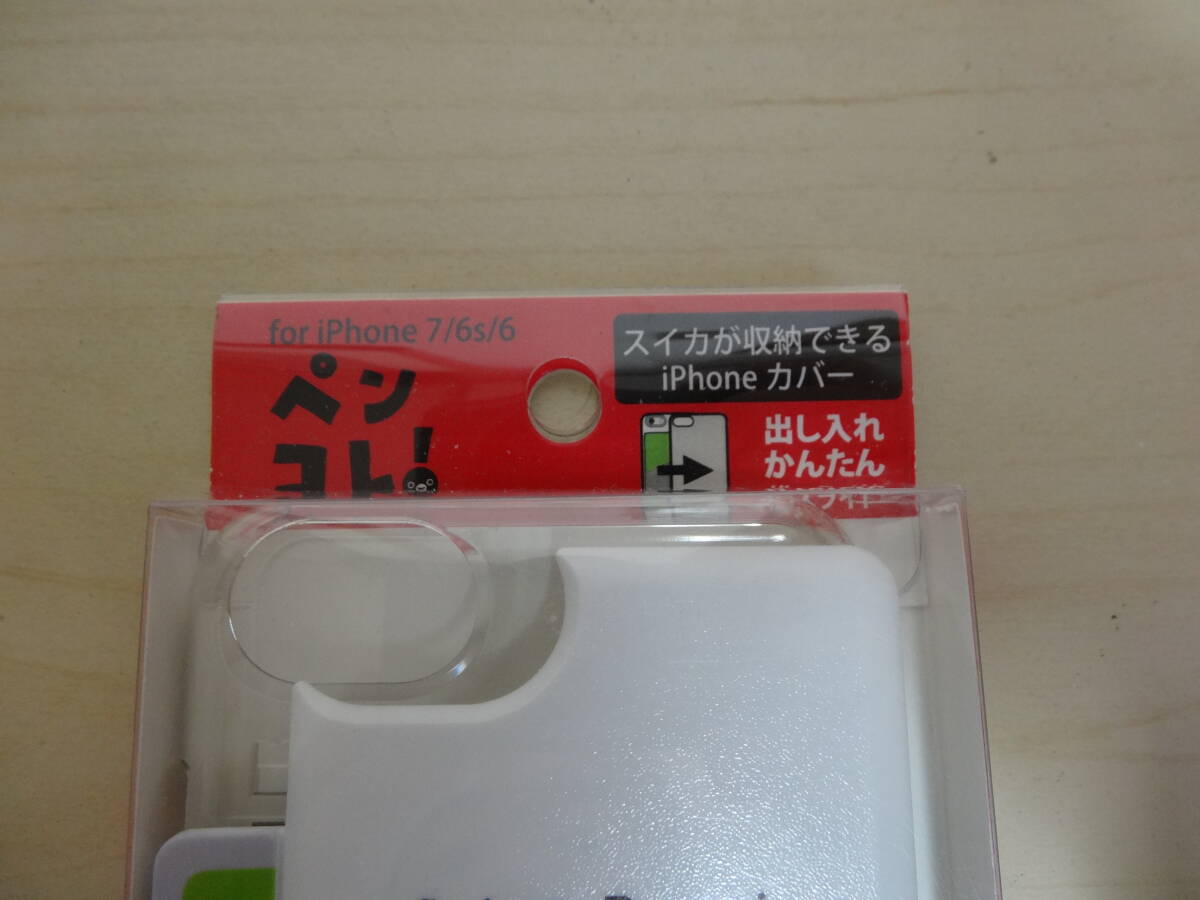 for iPhone 7/6s/6
ペン
コト!
スイカが収納できる
iPhone カバー
出し入れ
かんたん